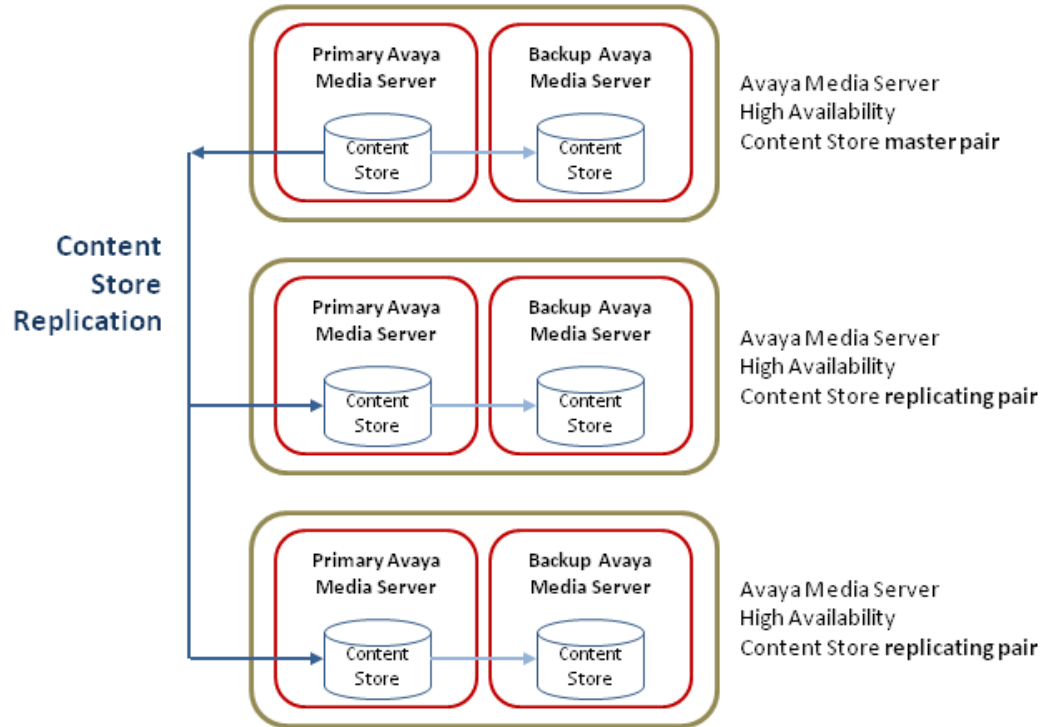 Primary Avaya
Media Server
Backup Avaya
Media Server
Content
Store
Content
Store
Avaya Media Server
High Availability
Content Store master pair
Content
Store
Replication
Primary Avaya
Media Server
Backup Avaya
Media Server
Content
Store
Content
Store
Avaya Media Server
High Availability
Content Store replicating pair
Primary Avaya
Media Server
Backup Avaya
Media Server
Content
Store
Content
Store
Avaya Media Server
High Availability
Content Store replicating pair